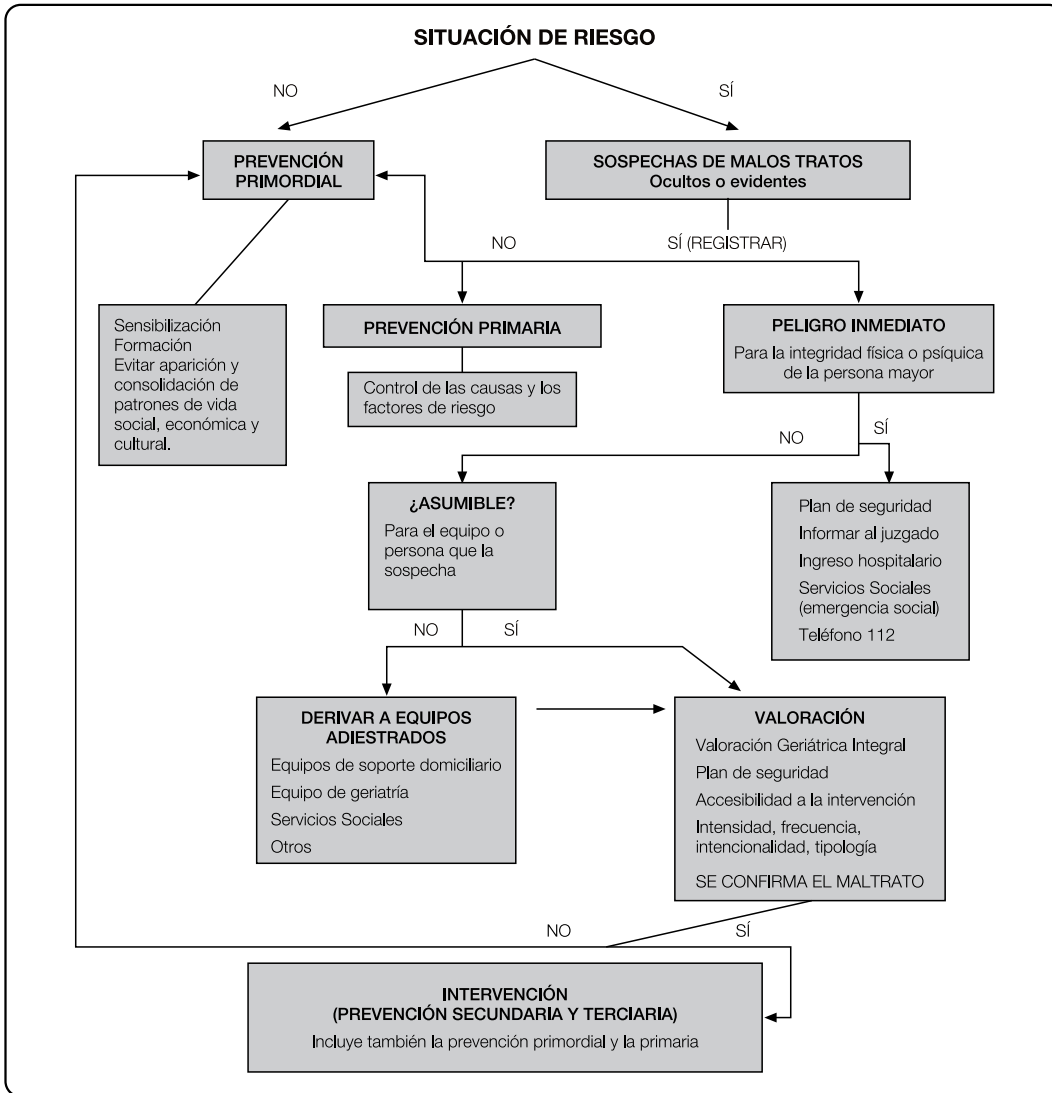 SITUACIÓN DE RIESGO
NO
SÍ
PREVENCIÓN
PRIMORDIAL
SOSPECHAS DE MALOS TRATOS
Ocultos o evidentes
NO
SÍ (REGISTRAR)
Sensibilización
Formación
Evitar aparición y
consolidación de
patrones de vida
social, económica y
cultural.
PREVENCIÓN PRIMARIA
Control de las causas y los
factores de riesgo
PELIGRO INMEDIATO
Para la integridad física o psíquica
de la persona mayor
NO
SÍ
¿ASUMIBLE?
Para el equipo o
persona que la
sospecha
Plan de seguridad
Informar al juzgado
Ingreso hospitalario
Servicios Sociales
(emergencia social)
Teléfono 112
NO
SÍ
DERIVAR A EQUIPOS
ADIESTRADOS
Equipos de soporte domiciliario
Equipo de geriatría
Servicios Sociales
Otros
VALORACIÓN
Valoración Geriátrica Integral
Plan de seguridad
Accesibilidad a la intervención
Intensidad, frecuencia,
intencionalidad, tipología
SE CONFIRMA EL MALTRATO
NO
SÍ
INTERVENCIÓN
(PREVENCIÓN SECUNDARIA Y TERCIARIA)
Incluye también la prevención primordial y la primaria